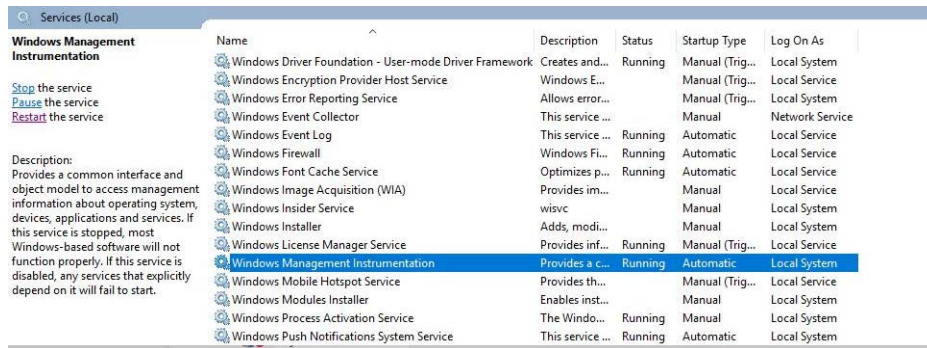 Services (Local)
Windows Management
Instrumentation
Stop the service
Pause the service
Restart the service
Description:
Provides a common interface and
object model to access management
information about operating system,
devices, applications and services. If
this service is stopped, most
Windows-based software will not
function properly. If this service is
disabled, any services that explicitly
depend on it will fail to start.
Name Description Status Startup Type Log On As
Windows Driver Foundation - User-mode Driver Framework Creates and... Running Manual (Trig... Local System
Windows Encryption Provider Host Service Windows E... Manual (Trig... Local Service
Windows Error Reporting Service Allows error... Manual (Trig... Local System
Windows Event Collector This service ... Manual Network Service
Windows Event Log This service ... Running Automatic Local Service
Windows Firewall Windows Fi... Running Automatic Local Service
Windows Font Cache Service Optimizes p... Running Automatic Local Service
Windows Image Acquisition (WIA) Provides im... Manual Local Service
Windows Insider Service wisvc Manual Local System
Windows Installer Adds, modi... Manual Local System
Windows License Manager Service Provides inf... Running Manual (Trig... Local Service
Windows Management Instrumentation Provides a c... Running Automatic Local System
Windows Mobile Hotspot Service Provides th... Manual (Trig... Local Service
Windows Modules Installer Enables inst... Manual Local System
Windows Process Activation Service The Windo... Running Manual Local System
Windows Push Notifications System Service This service ... Running Automatic Local System